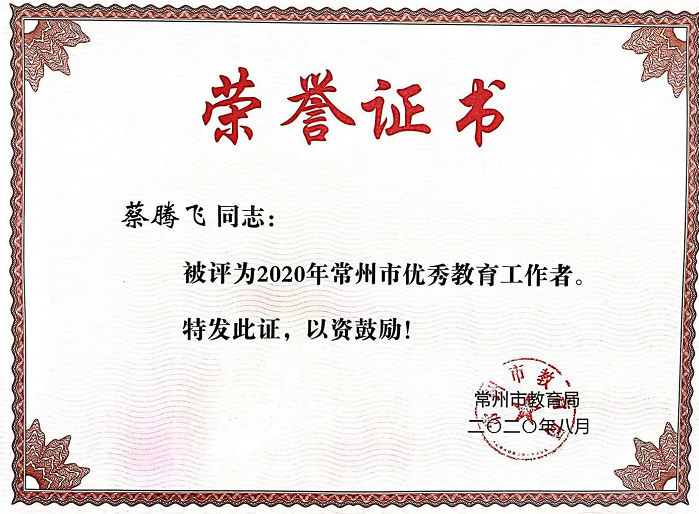 荣誉证书
蔡腾飞 同志：
被评为2020年常州市优秀教育工作者。
特发此证，以资鼓励！
常州市教育局
二〇二〇年八月